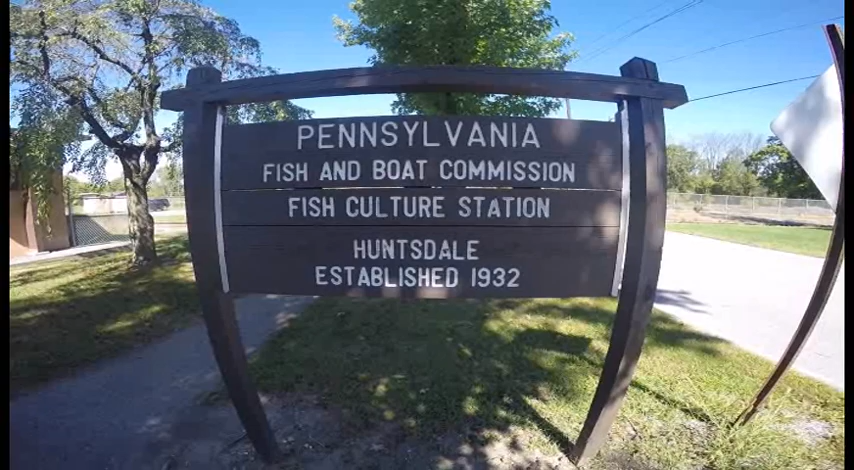 PENNSYLVANIA
FISH AND BOAT COMMISSION
FISH CULTURE STATION
HUNTSDALE
ESTABLISHED 1932